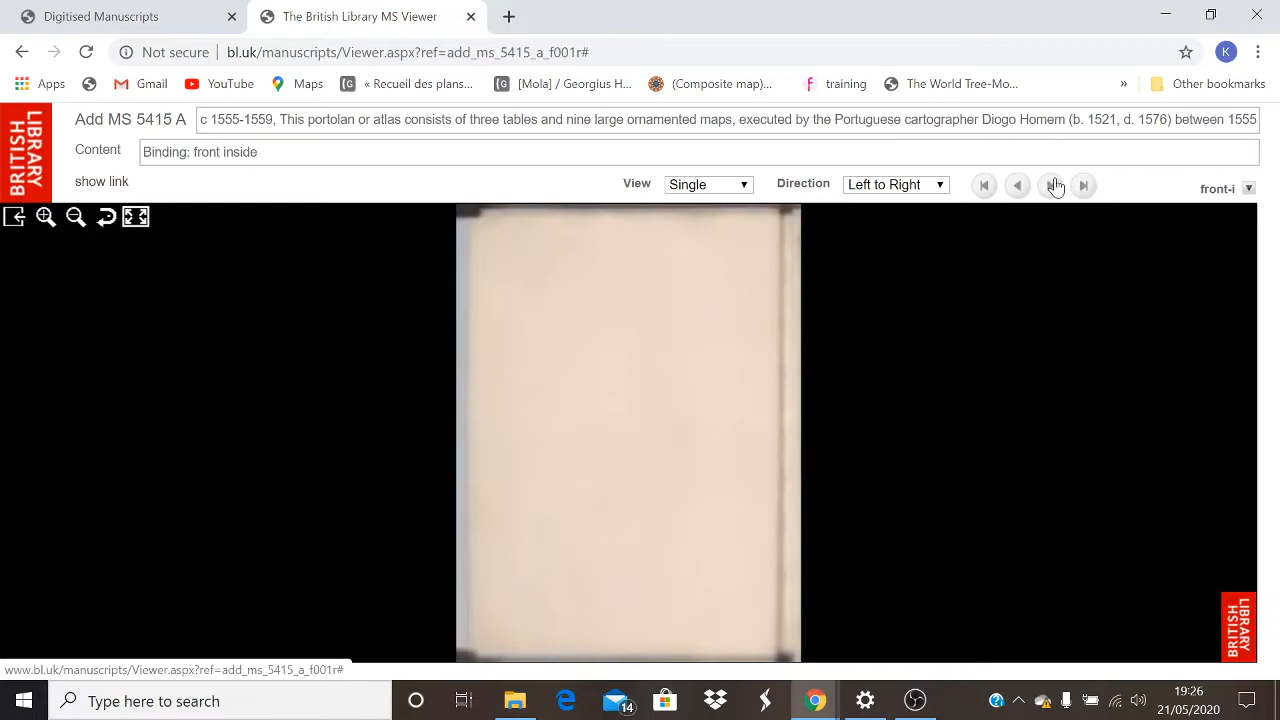 Digitised Manuscripts
The British Library MS Viewer
Not secure
bl.uk/manuscripts/Viewer.aspx?ref=add_ms_5415_a_f001r#
K
Apps
Gmail
YouTube
Maps
« Recueil des plans...
[Mola] / Georgius H...
(Composite map)...
training
The World Tree-Mo...
»
Other bookmarks
LIBRARY
BRITISH
Add MS 5415 A
c 1555-1559, This portolan or atlas consists of three tables and nine large ornamented maps, executed by the Portuguese cartographer Diogo Homem (b. 1521, d. 1576) between 1555
Content
Binding: front inside
show link
View
Single
Direction
Left to Right
front-i
LIBRARY
BRITISH
www.bl.uk/manuscripts/Viewer.aspx?ref=add_ms_5415_a_f001r#
Type here to search
14
19:26
21/05/2020